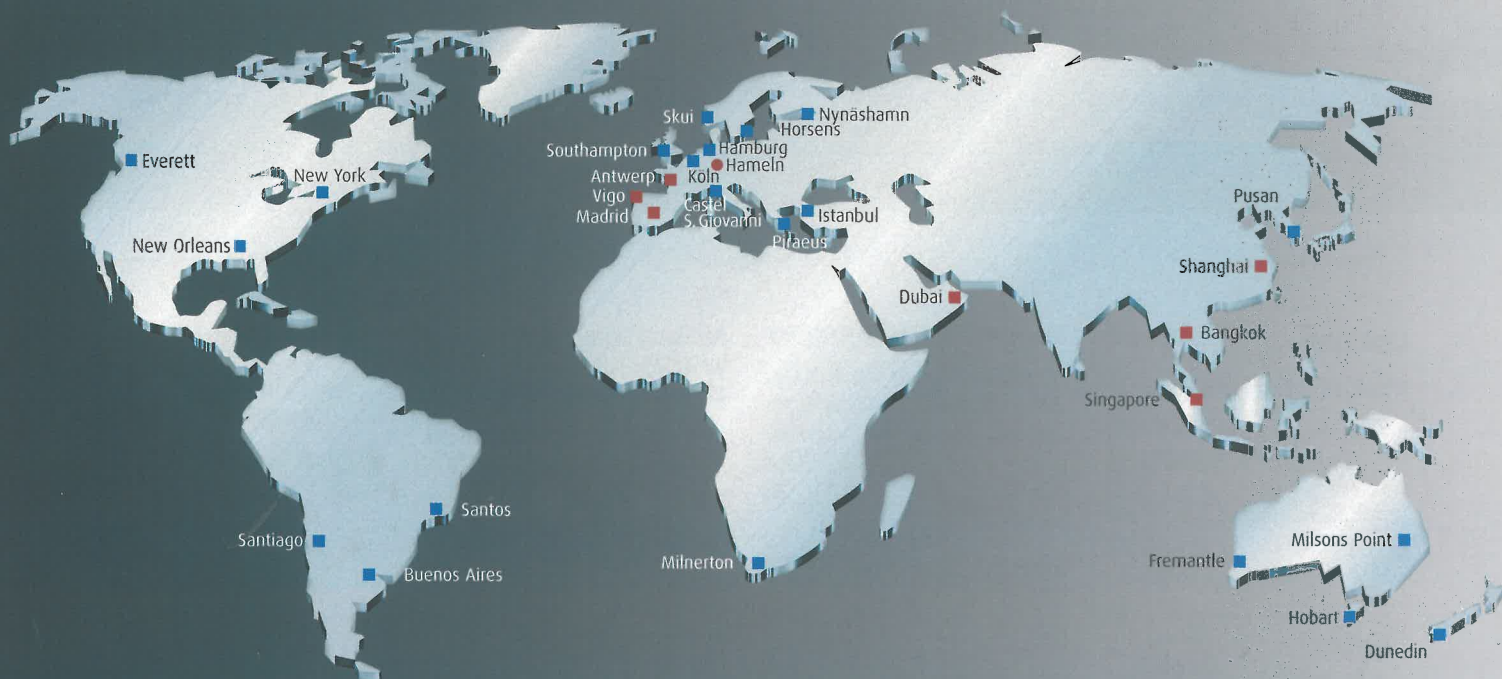 Skui
Nynäshamn
Horsens
Southampton
Hamburg
Hameln
Everett
New York
Antwerp
Köln
Vigo
Castel
S. Giovanni
Madrid
Istanbul
Pusan
New Orleans
Piraeus
Shanghai
Dubai
Bangkok
Singapore
Santos
Santiago
Milsons Point
Milnerton
Fremantle
Buenos Aires
Hobart
Dunedin